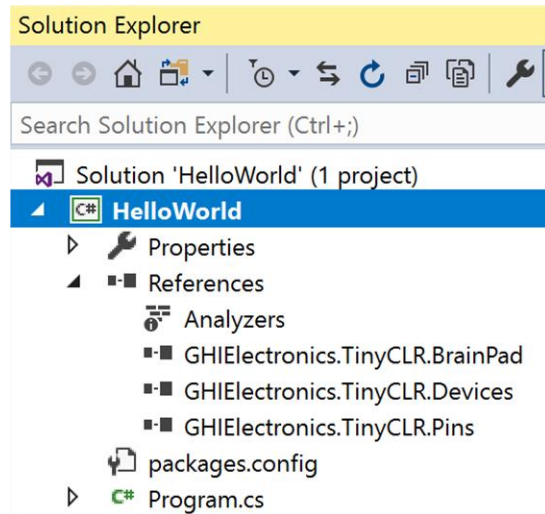 Solution Explorer
Search Solution Explorer (Ctrl+;)
Solution 'HelloWorld' (1 project)
C# HelloWorld
Properties
References
Analyzers
GHIElectronics.TinyCLR.BrainPad
GHIElectronics.TinyCLR.Devices
GHIElectronics.TinyCLR.Pins
packages.config
C# Program.cs